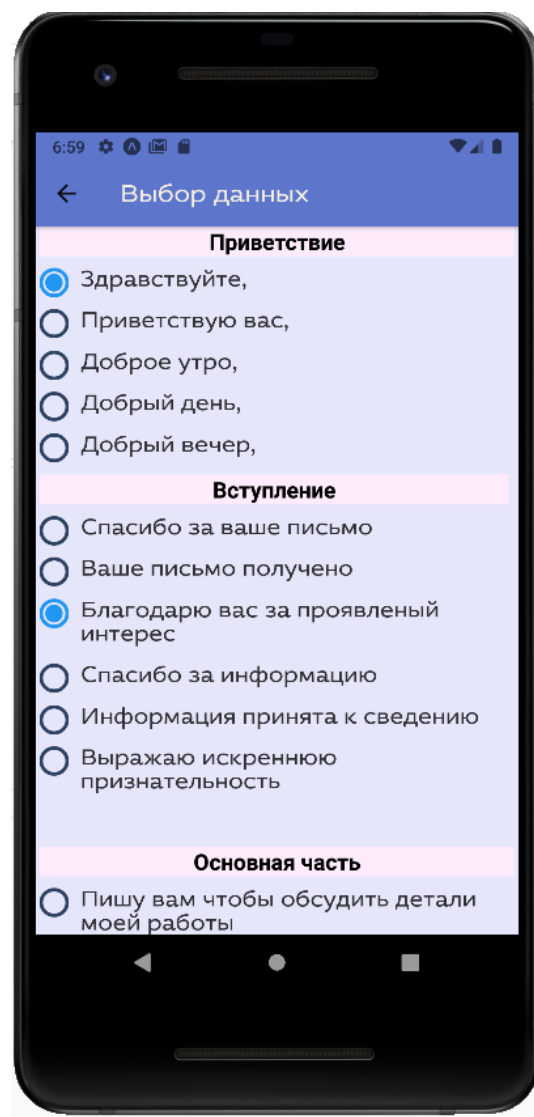 6:59
Выбор данных
Приветствие
Здравствуйте,
Приветствую вас,
Доброе утро,
Добрый день,
Добрый вечер,
Вступление
Спасибо за ваше письмо
Ваше письмо получено
Благодарю вас за проявленый
интерес
Спасибо за информацию
Информация принята к сведению
Выражаю искреннюю
признательность
Основная часть
Пишу вам чтобы обсудить детали
моей работы